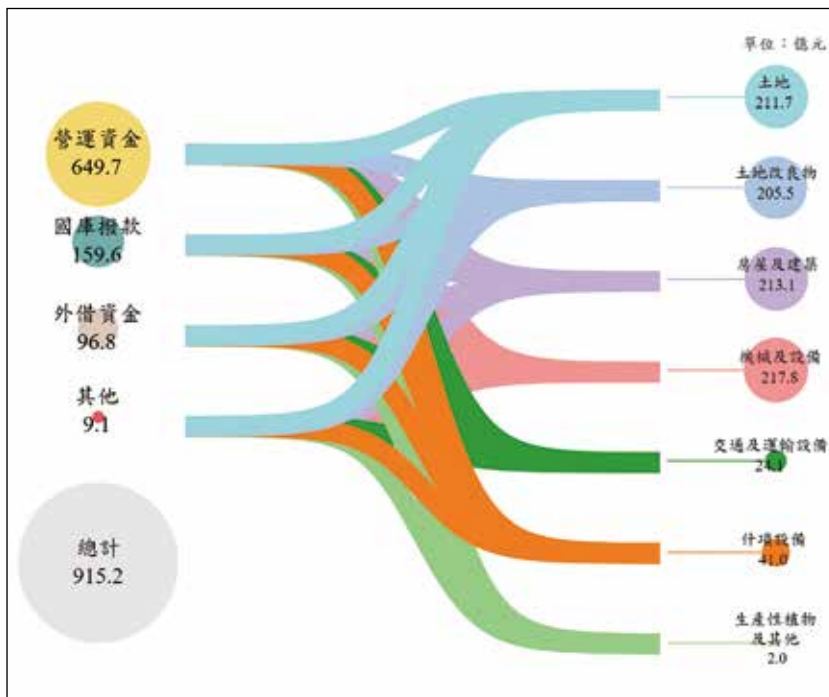 單位：億元
營運資金
649.7
國庫撥款
159.6
外借資金
96.8
其他
9.1
總計
915.2
土地
211.7
土地改良物
205.5
房屋及建築
213.1
機械及設備
217.8
交通及運輸設備
24.1
什項設備
41.0
生產性植物
及其他
2.0